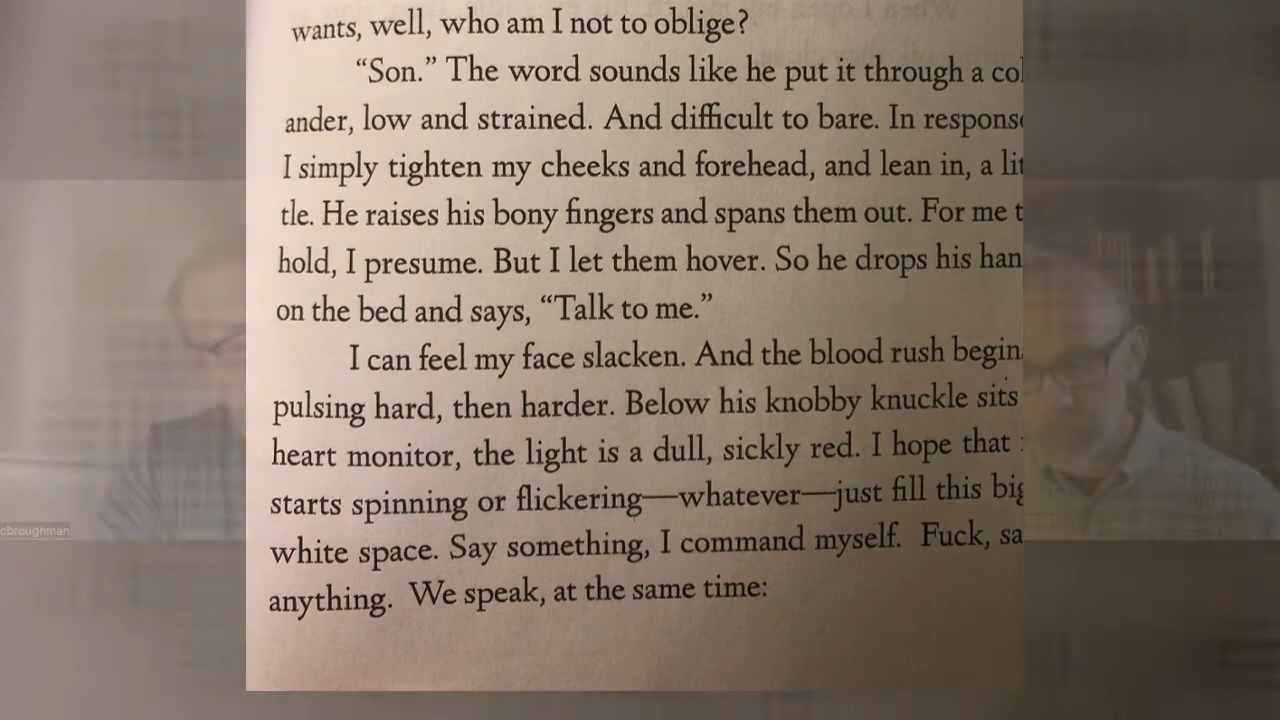 wants, well, who am I not to oblige?
“Son.” The word sounds like he put it through a col
ander, low and strained. And difficult to bare. In response
I simply tighten my cheeks and forehead, and lean in, a lit
tle. He raises his bony fingers and spans them out. For me t
hold, I presume. But I let them hover. So he drops his han
on the bed and says, “Talk to me.”
I can feel my face slacken. And the blood rush begin
pulsing hard, then harder. Below his knobby knuckle sits
heart monitor, the light is a dull, sickly red. I hope that
starts spinning or flickering—whatever—just fill this big
white space. Say something, I command myself. Fuck, sa
anything. We speak, at the same time:
cbroughman